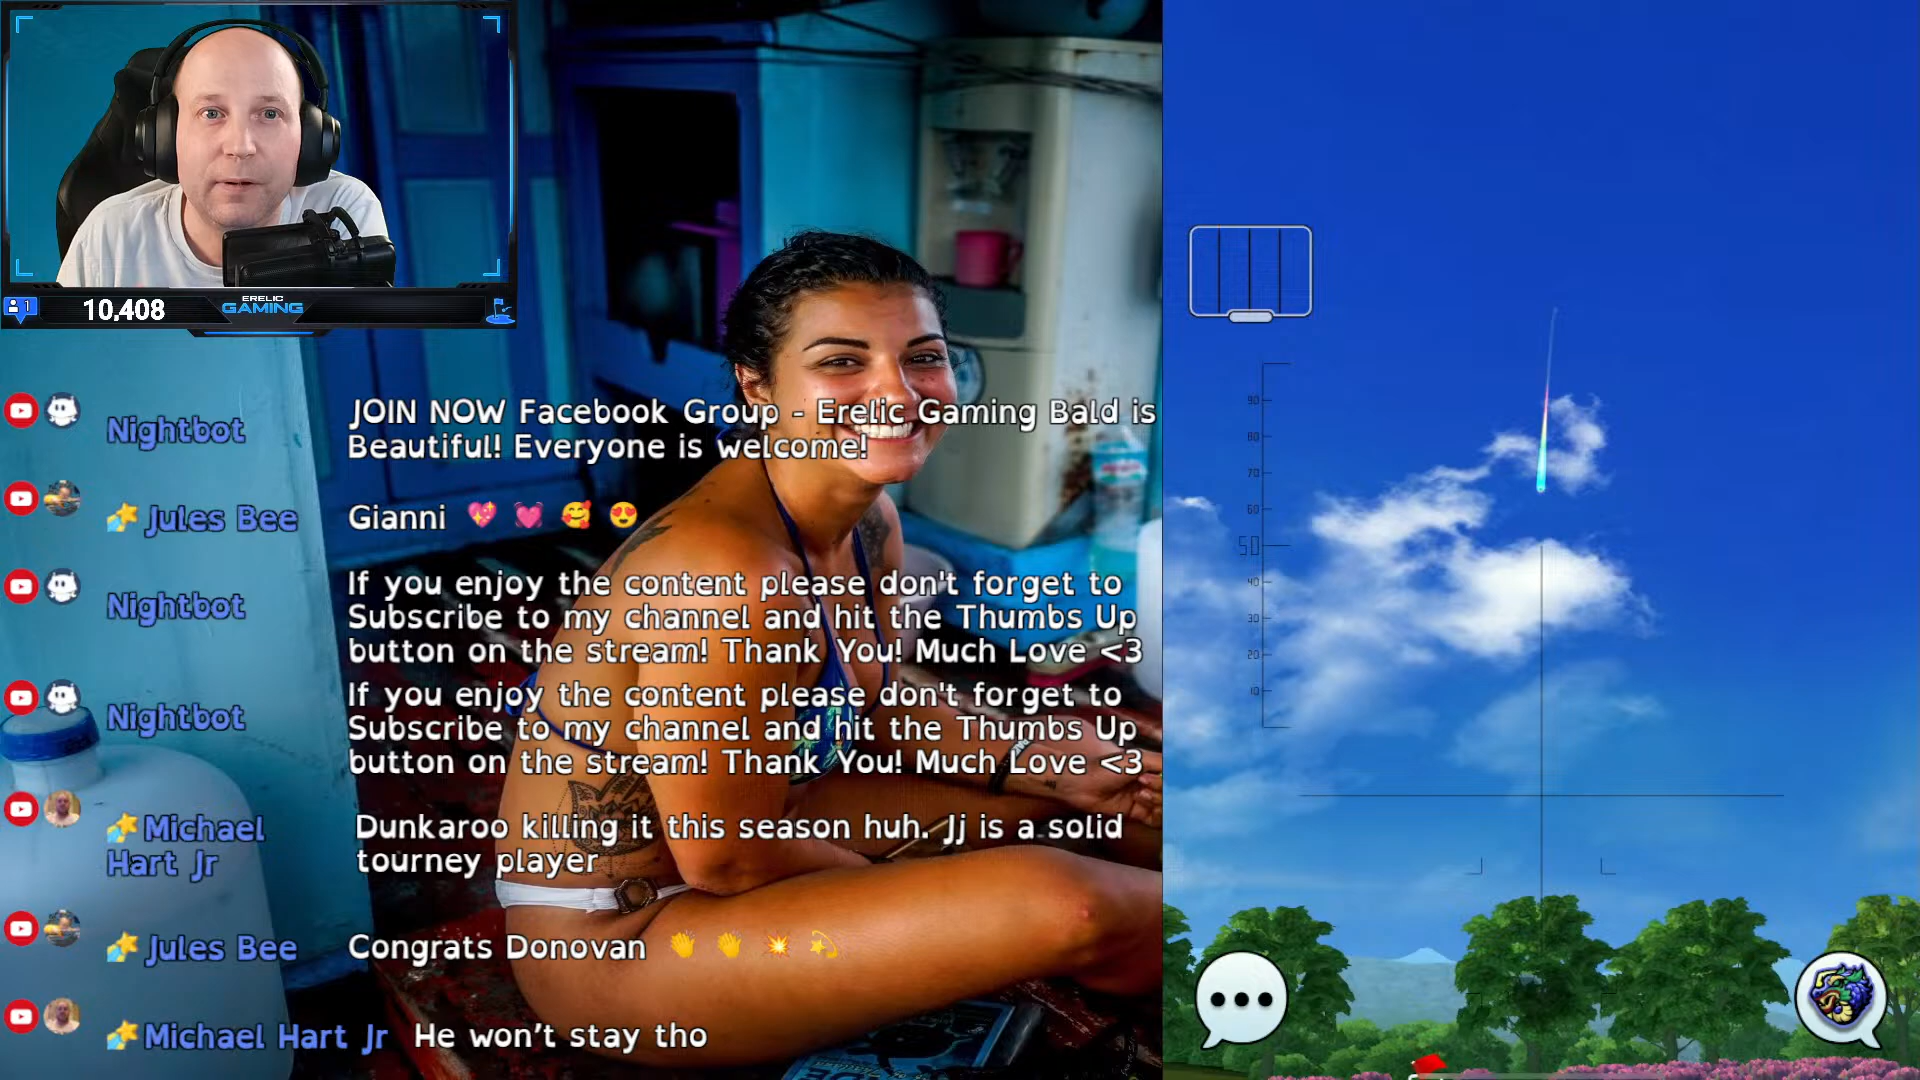 10,408
ERELIC
GAMING
1
Nightbot
JOIN NOW Facebook Group - Erelic Gaming Bald is
Beautiful! Everyone is welcome!
Jules Bee
Gianni 💖 💓 🥰 😍
Nightbot
If you enjoy the content please don't forget to
Subscribe to my channel and hit the Thumbs Up
button on the stream! Thank You! Much Love <3
Nightbot
If you enjoy the content please don't forget to
Subscribe to my channel and hit the Thumbs Up
button on the stream! Thank You! Much Love <3
Michael
Hart Jr
Dunkaroo killing it this season huh. Jj is a solid
tourney player
Jules Bee
Congrats Donovan 👏 👏 💥 💫
Michael Hart Jr
He won't stay tho
90
80
70
60
50
40
30
20
10